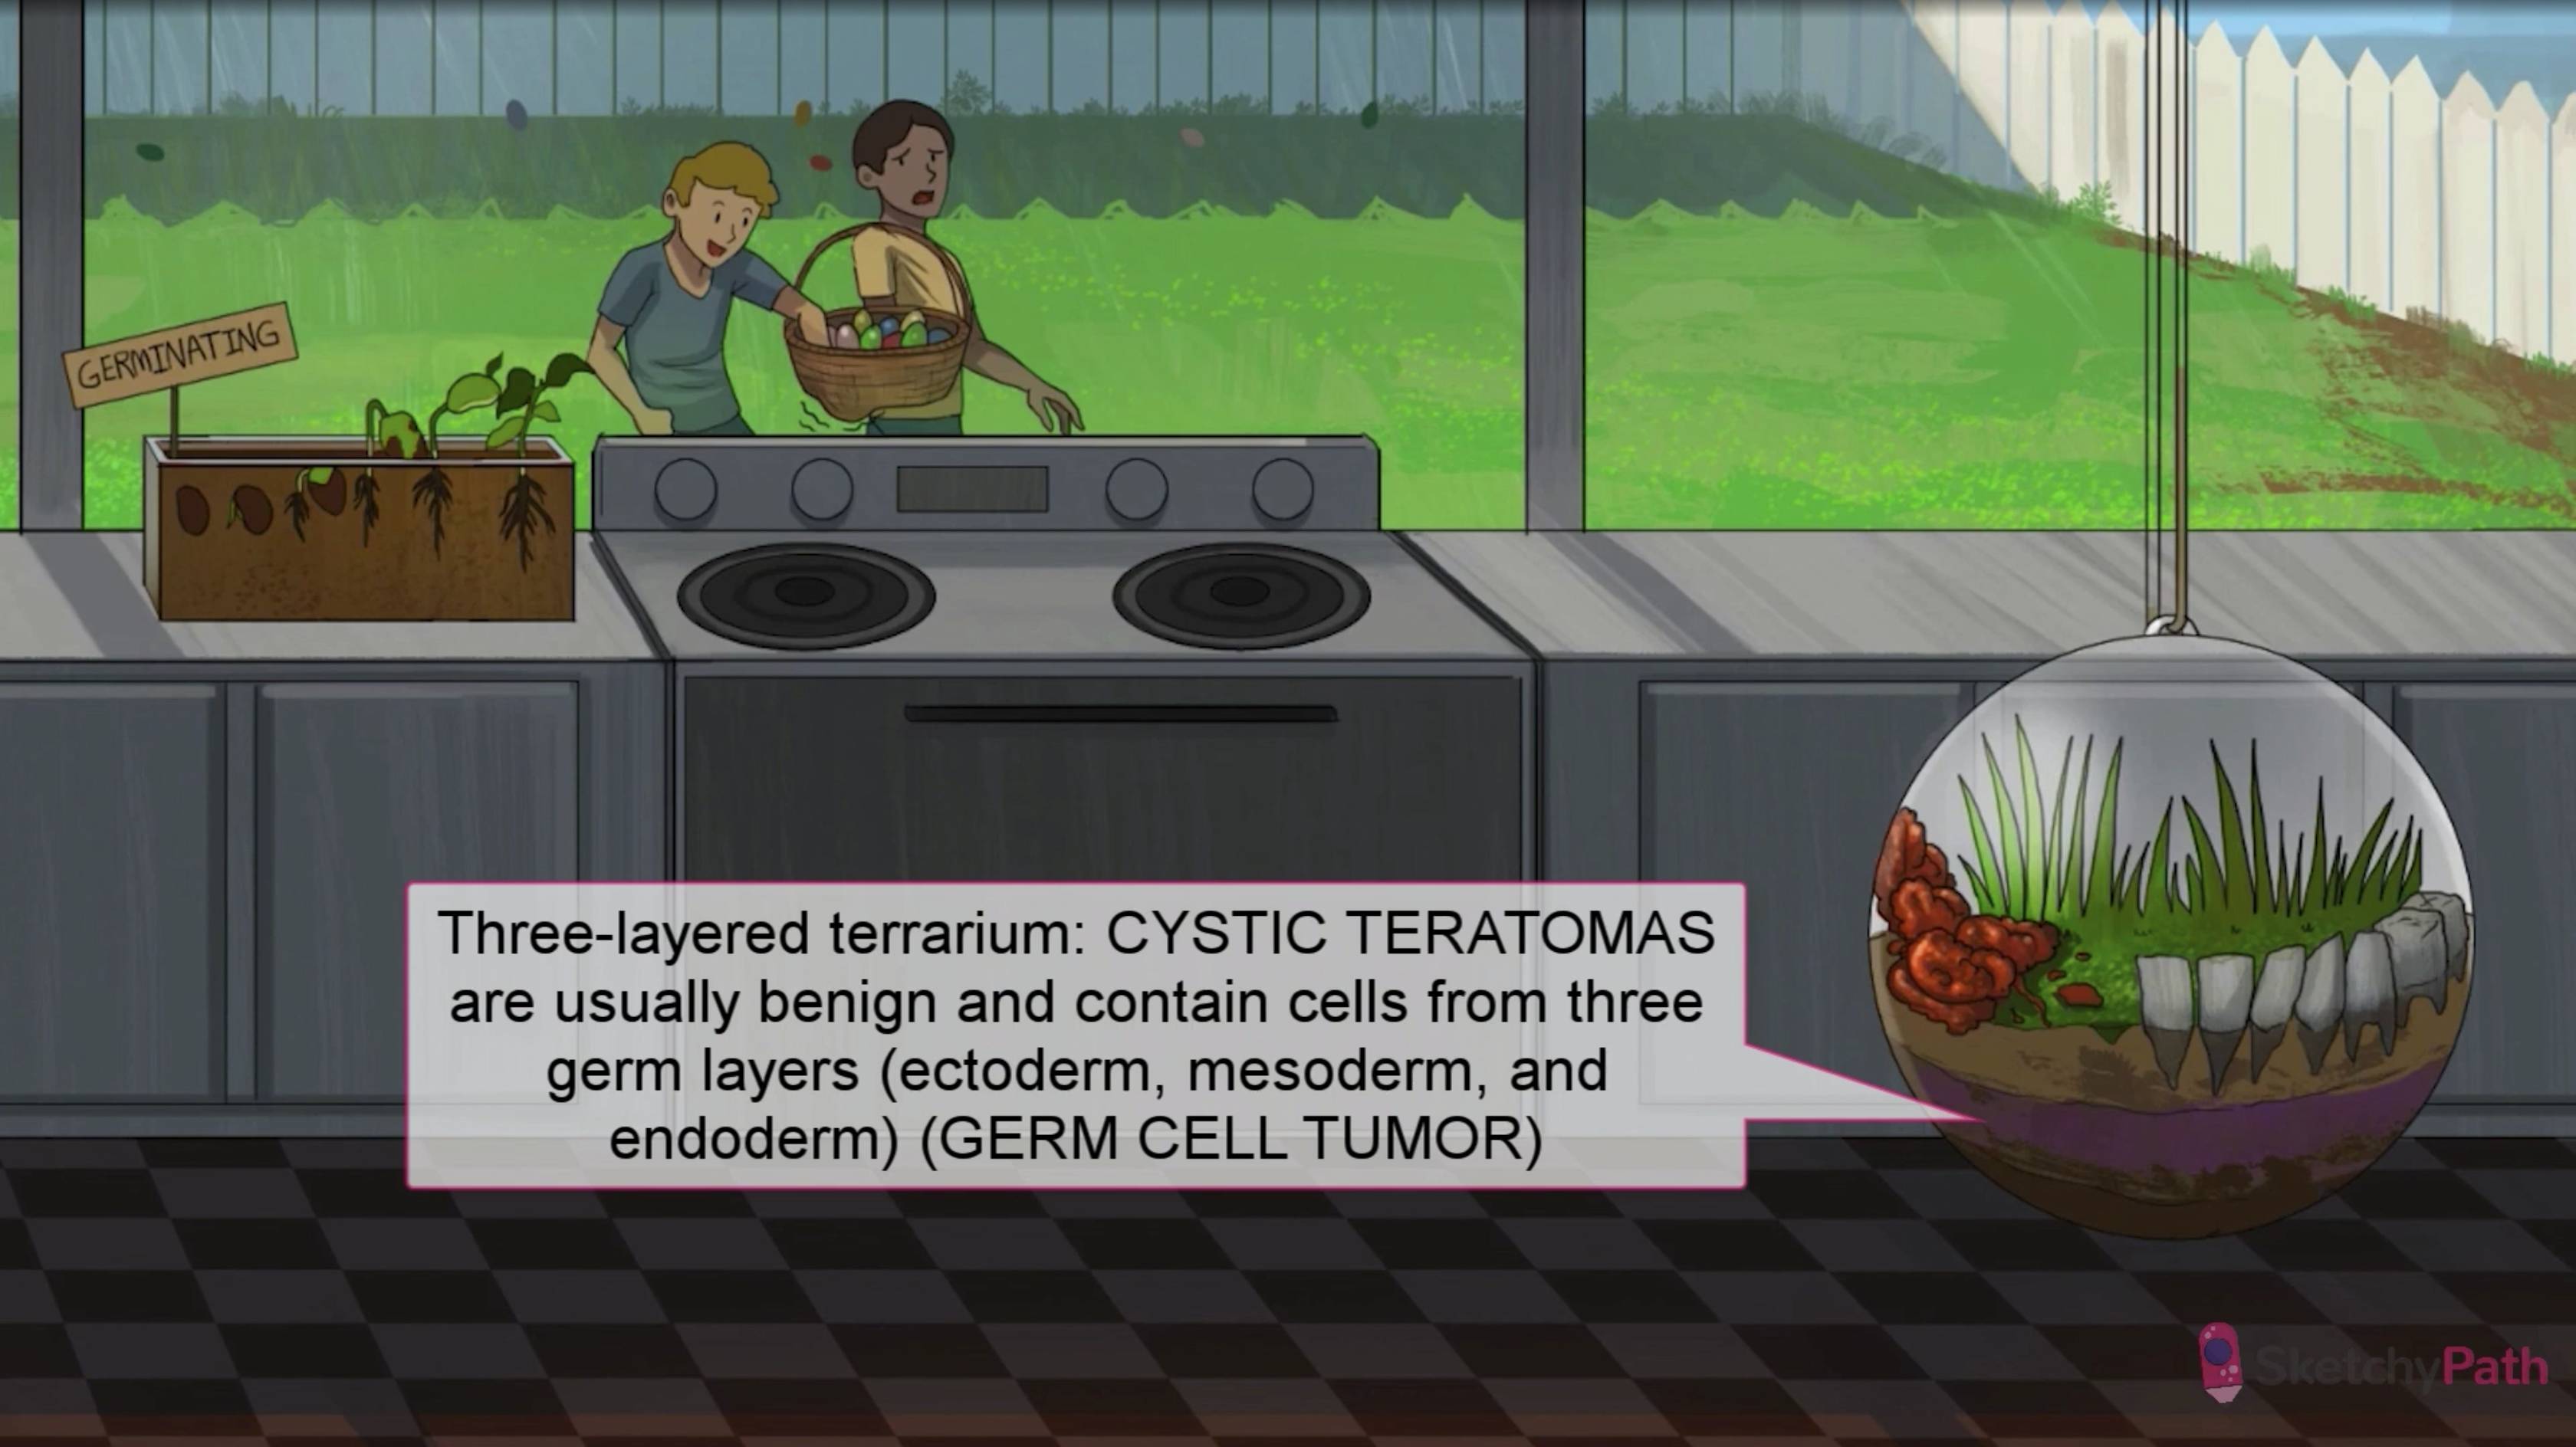 GERMINATING
Three-layered terrarium: CYSTIC TERATOMAS
are usually benign and contain cells from three
germ layers (ectoderm, mesoderm, and
endoderm) (GERM CELL TUMOR)
SketchyPath